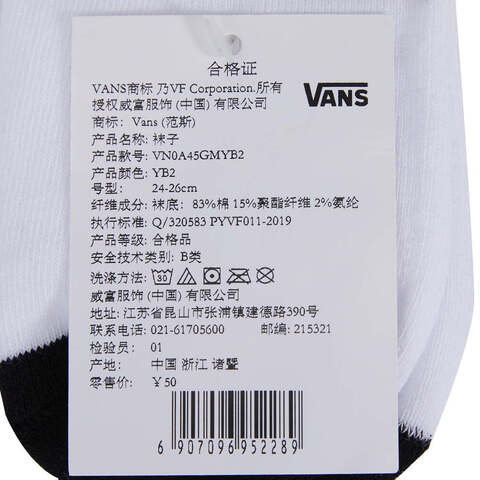 合格证
VANS商标 乃VF Corporation.所有
授权威富服饰 (中国) 有限公司
VANS
商标: Vans (范斯)
产品名称: 袜子
产品款号: VN0A45GMYB2
产品颜色: YB2
号型: 24-26cm
纤维成分: 袜底: 83%棉 15%聚酯纤维 2%氨纶
执行标准: Q/320583 PYVF011-2019
产品等级: 合格品
安全技术类别: B类
洗涤方法: 30
威富服饰 (中国) 有限公司
地址: 江苏省昆山市张浦镇建德路390号
联系电话: 021-61705600 邮编: 215321
检验员: 01
产地: 中国 浙江 诸暨
零售价: ¥50
6 907096 952289